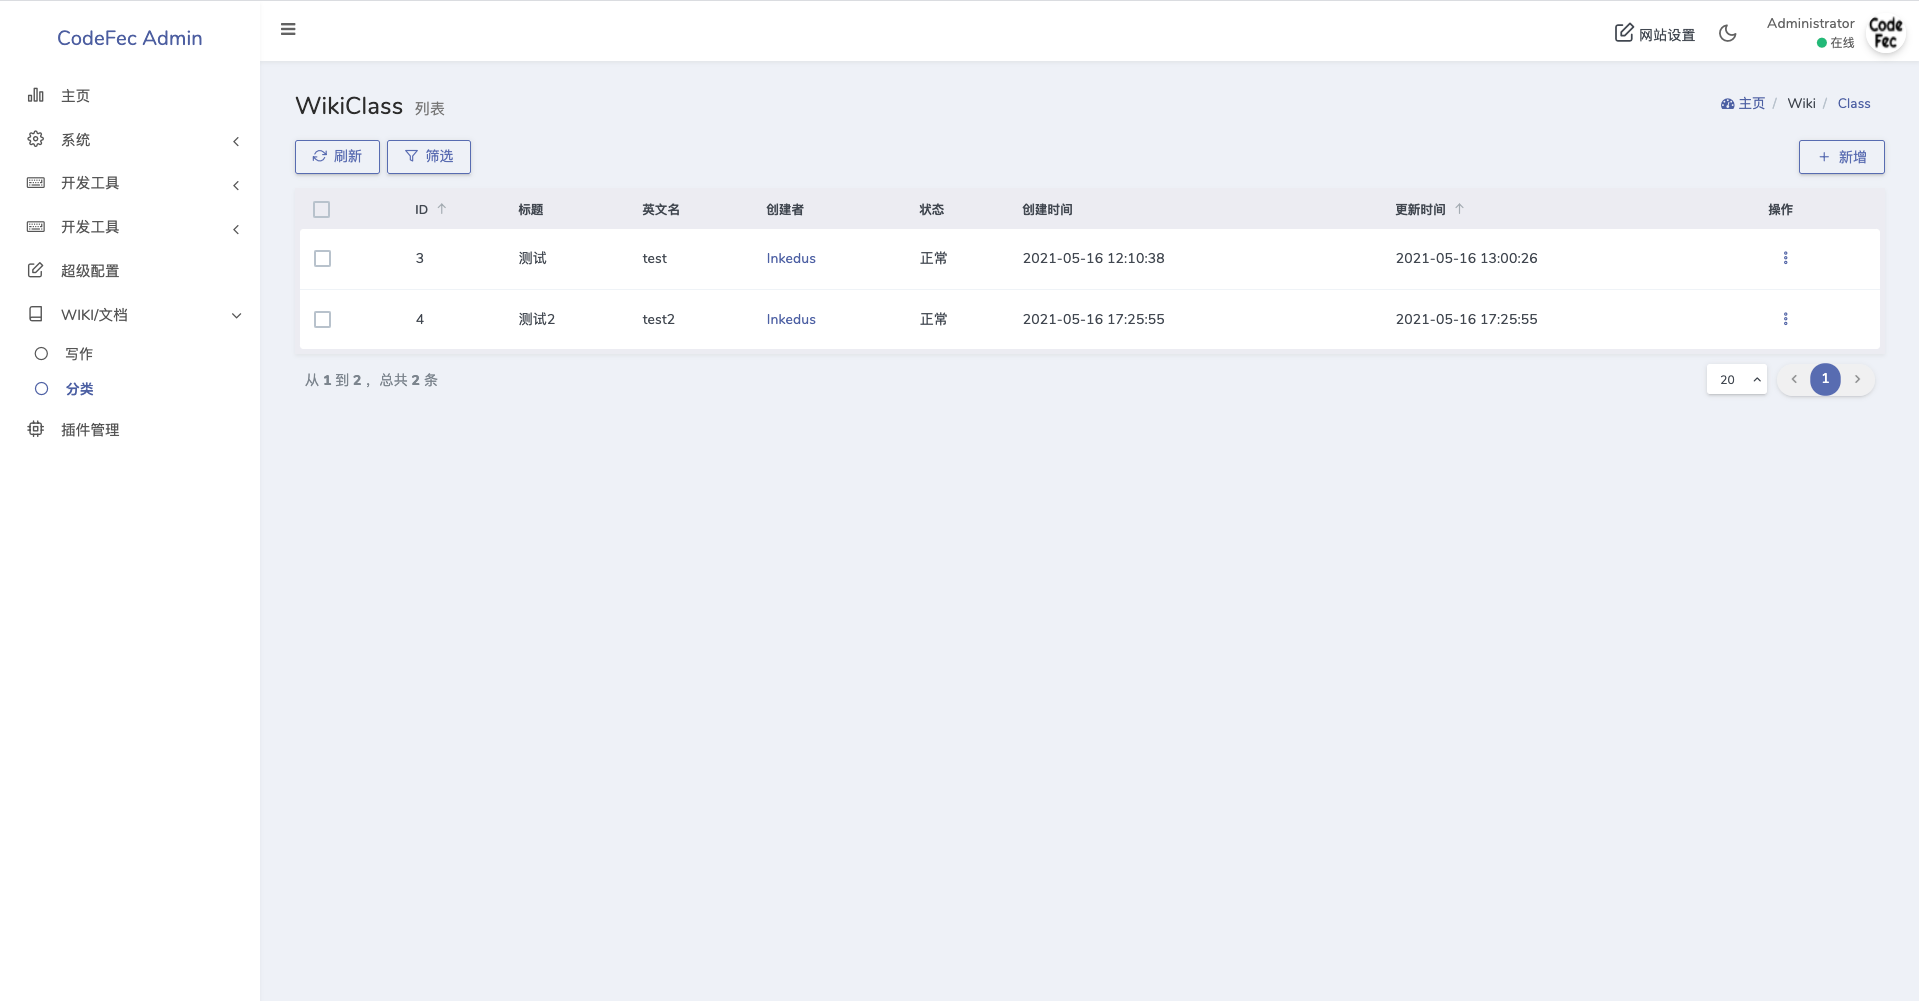 CodeFec Admin
主页
系统
开发工具
开发工具
超级配置
WIKI/文档
写作
分类
插件管理
网站设置
Administrator
在线
Code
Fec
WikiClass 列表
主页 / Wiki / Class
刷新 筛选
新增
ID 标题 英文名 创建者 状态 创建时间 更新时间 操作
3 测试 test Inkedus 正常 2021-05-16 12:10:38 2021-05-16 13:00:26
4 测试2 test2 Inkedus 正常 2021-05-16 17:25:55 2021-05-16 17:25:55
从 1 到 2 ，总共 2 条
20
1